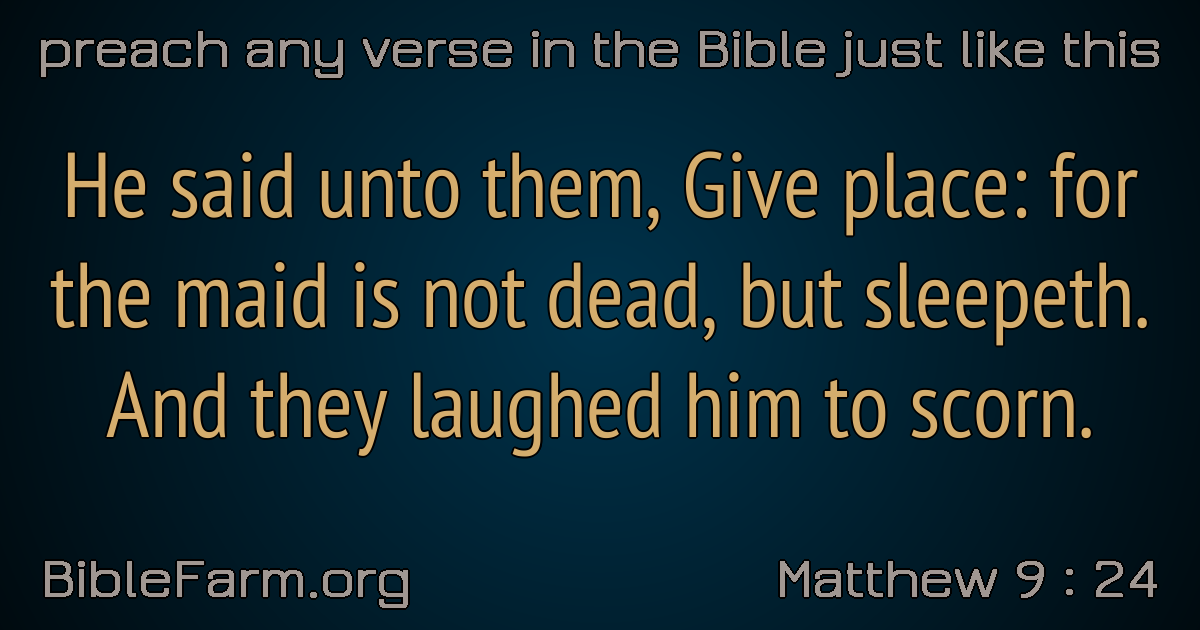 preach any verse in the Bible just like this
He said unto them, Give place: for
the maid is not dead, but sleepeth.
And they laughed him to scorn.
BibleFarm.org
Matthew 9 : 24